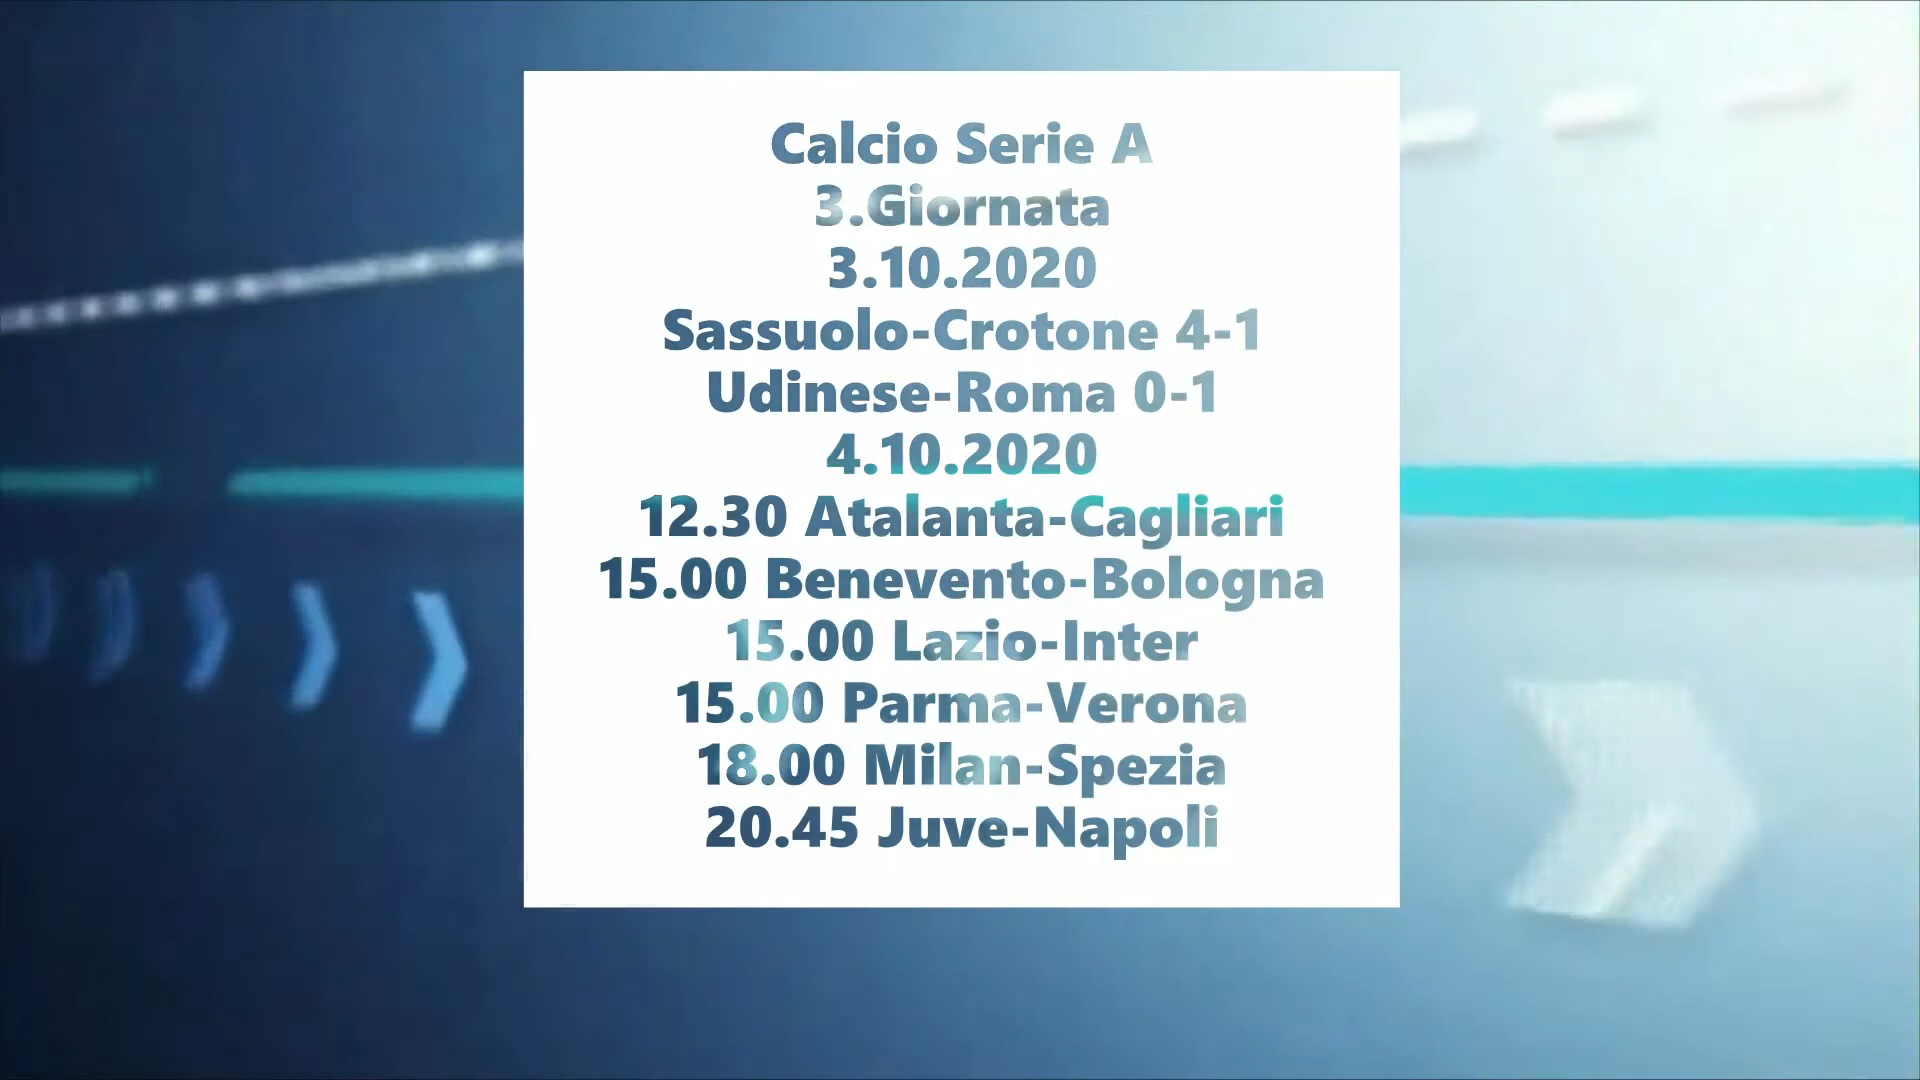 Calcio Serie A
3.Giornata
3.10.2020
Sassuolo-Crotone 4-1
Udinese-Roma 0-1
4.10.2020
12.30 Atalanta-Cagliari
15.00 Benevento-Bologna
15.00 Lazio-Inter
15.00 Parma-Verona
18.00 Milan-Spezia
20.45 Juve-Napoli